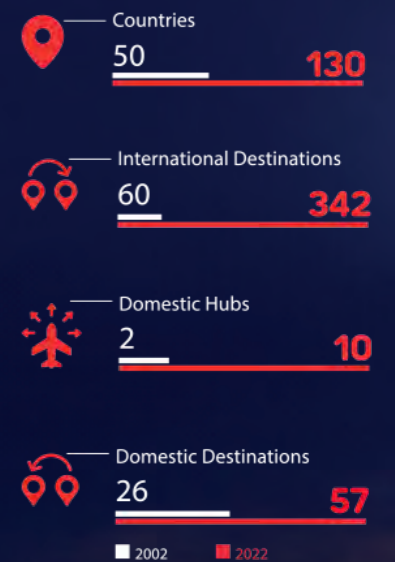 Countries
50
130
International Destinations
60
342
Domestic Hubs
2
10
Domestic Destinations
26
57
2002 2022